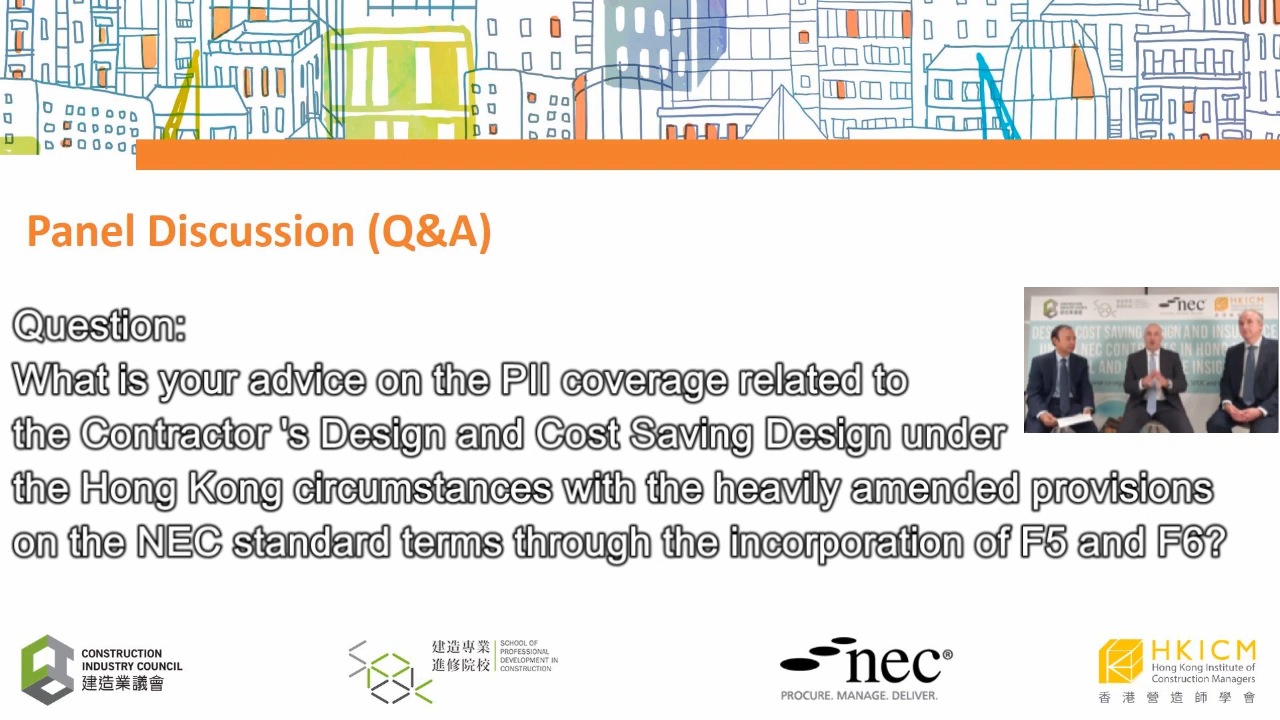 Panel Discussion (Q&A)
Question:
What is your advice on the PII coverage related to
the Contractor 's Design and Cost Saving Design under
the Hong Kong circumstances with the heavily amended provisions
on the NEC standard terms through the incorporation of F5 and F6?
nec
HKICM
CONSTRUCTION
INDUSTRY COUNCIL
建造業議會
建造專業
進修院校
SCHOOL OF
PROFESSIONAL
DEVELOPMENT IN
CONSTRUCTION
nec®
PROCURE. MANAGE. DELIVER.
HKICM
Hong Kong Institute of
Construction Managers
香港營造師學會